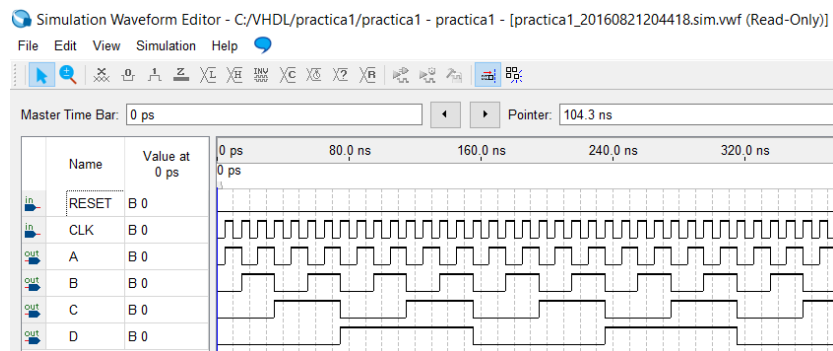 Simulation Waveform Editor - C:/VHDL/practica1/practica1 - practica1 - [practica1_20160821204418.sim.vwf (Read-Only)]
File Edit View Simulation Help
Master Time Bar: 0 ps Pointer: 104.3 ns
Name Value at 0 ps
0 ps 80.0 ns 160.0 ns 240.0 ns 320.0 ns
0 ps
in RESET B 0
in CLK B 0
out A B 0
out B B 0
out C B 0
out D B 0